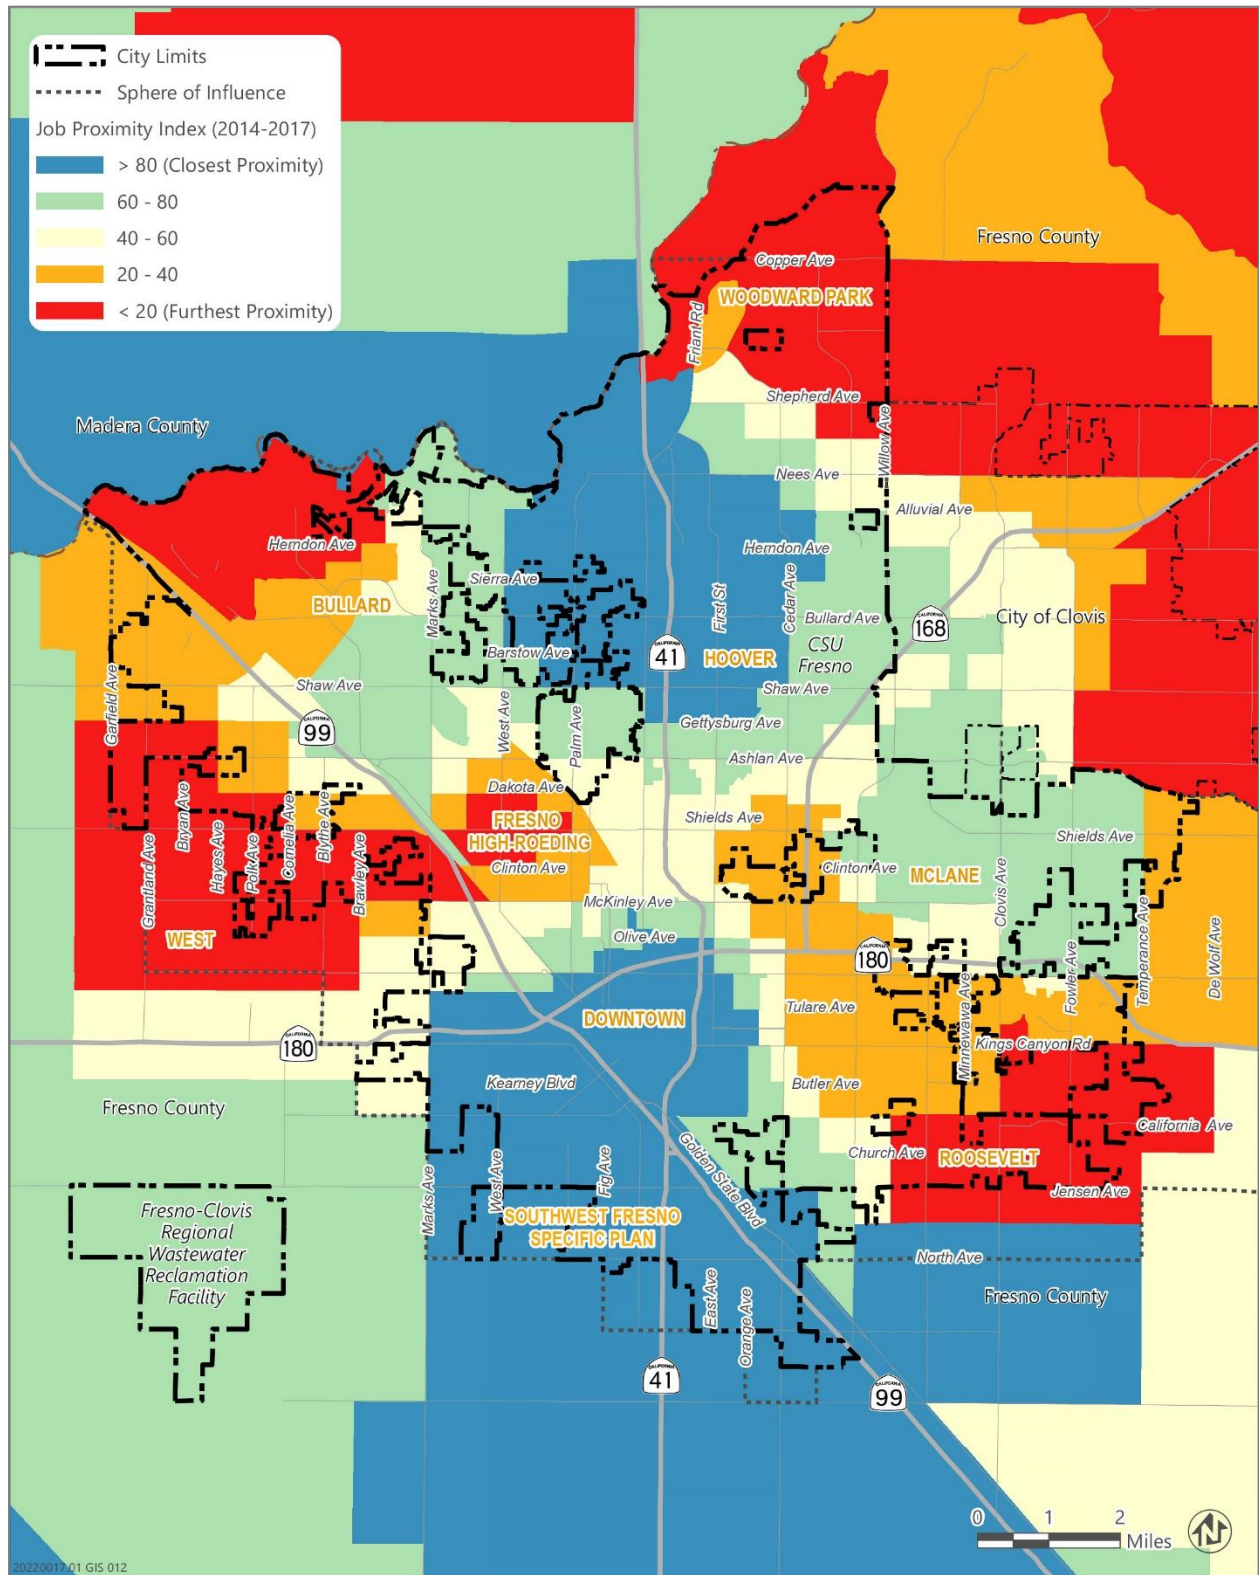 City Limits
Sphere of Influence
Job Proximity Index (2014-2017)
> 80 (Closest Proximity)
60 - 80
40 - 60
20 - 40
< 20 (Furthest Proximity)
Fresno County
Copper Ave
WOODWARD PARK
Friant Rd
Shepherd Ave
Madera County
Willow Ave
Nees Ave
Alluvial Ave
Herndon Ave
Herndon Ave
Sierra Ave
Marks Ave
BULLARD
First St
Cedar Ave
Bullard Ave
CALIFORNIA
168
City of Clovis
CSU
Fresno
Barstow Ave
CALIFORNIA
41
HOOVER
Shaw Ave
Shaw Ave
Garfield Ave
West Ave
Palm Ave
CALIFORNIA
99
Gettysburg Ave
Ashlan Ave
Dakota Ave
Bryan Ave
Cornelia Ave
Blythe Ave
FRESNO
HIGH-ROEDING
Shields Ave
Shields Ave
Grantland Ave
Hayes Ave
Polk Ave
Brawley Ave
Clinton Ave
Clinton Ave
MCLANE
Clovis Ave
McKinley Ave
WEST
Olive Ave
CALIFORNIA
180
Fowler Ave
Temperance Ave
De Wolf Ave
DOWNTOWN
Tulare Ave
Minnewawa Ave
Kings Canyon Rd
CALIFORNIA
180
Kearney Blvd
Butler Ave
Fresno County
California Ave
Church Ave
ROOSEVELT
Golden State Blvd
Marks Ave
West Ave
Fig Ave
Jensen Ave
Fresno-Clovis
Regional
Wastewater
Reclamation
Facility
SOUTHWEST FRESNO
SPECIFIC PLAN
North Ave
East Ave
Orange Ave
Fresno County
CALIFORNIA
41
CALIFORNIA
99
0 1 2
Miles
N
20220017.01 GIS 012